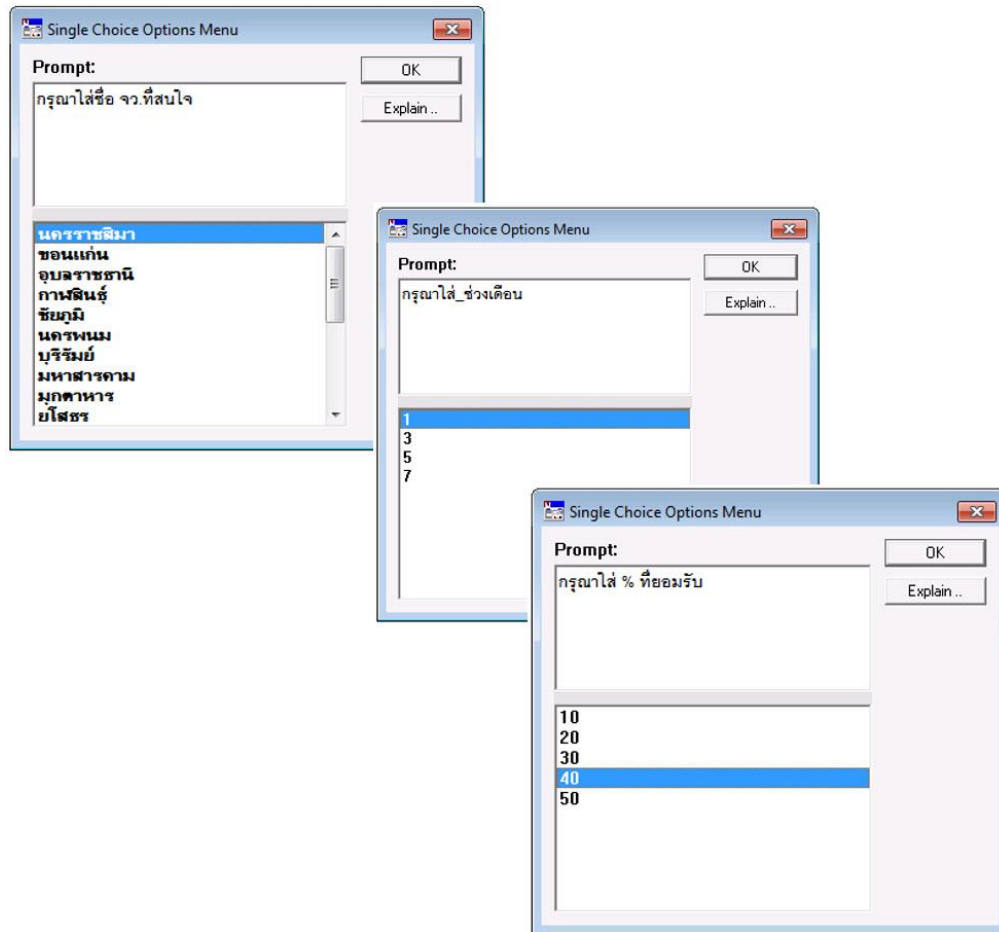 Single Choice Options Menu
Prompt:
OK
กรุณาใส่ชื่อ จว.ที่สนใจ
Explain ..
นครราชสีมา
ขอนแก่น
อุบลราชธานี
กาฬสินธุ์
ชัยภูมิ
นครพนม
บุรีรัมย์
มหาสารคาม
มุกดาหาร
ยโสธร
Single Choice Options Menu
Prompt:
OK
กรุณาใส่_ช่วงเดือน
Explain ..
1
3
5
7
Single Choice Options Menu
Prompt:
OK
กรุณาใส่ % ที่ยอมรับ
Explain ..
10
20
30
40
50